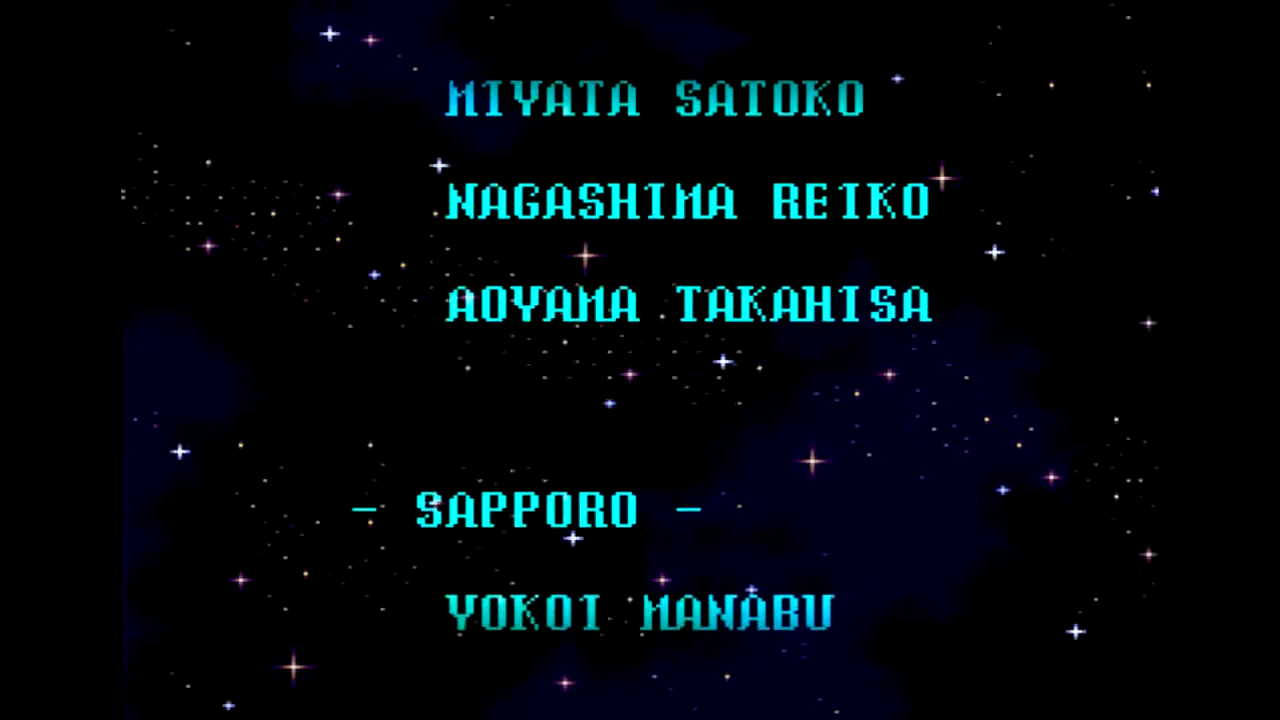 MIYATA SATOKO
NAGASHIMA REIKO
AOYAMA TAKAHISA
- SAPPORO -
YOKOI MANABU